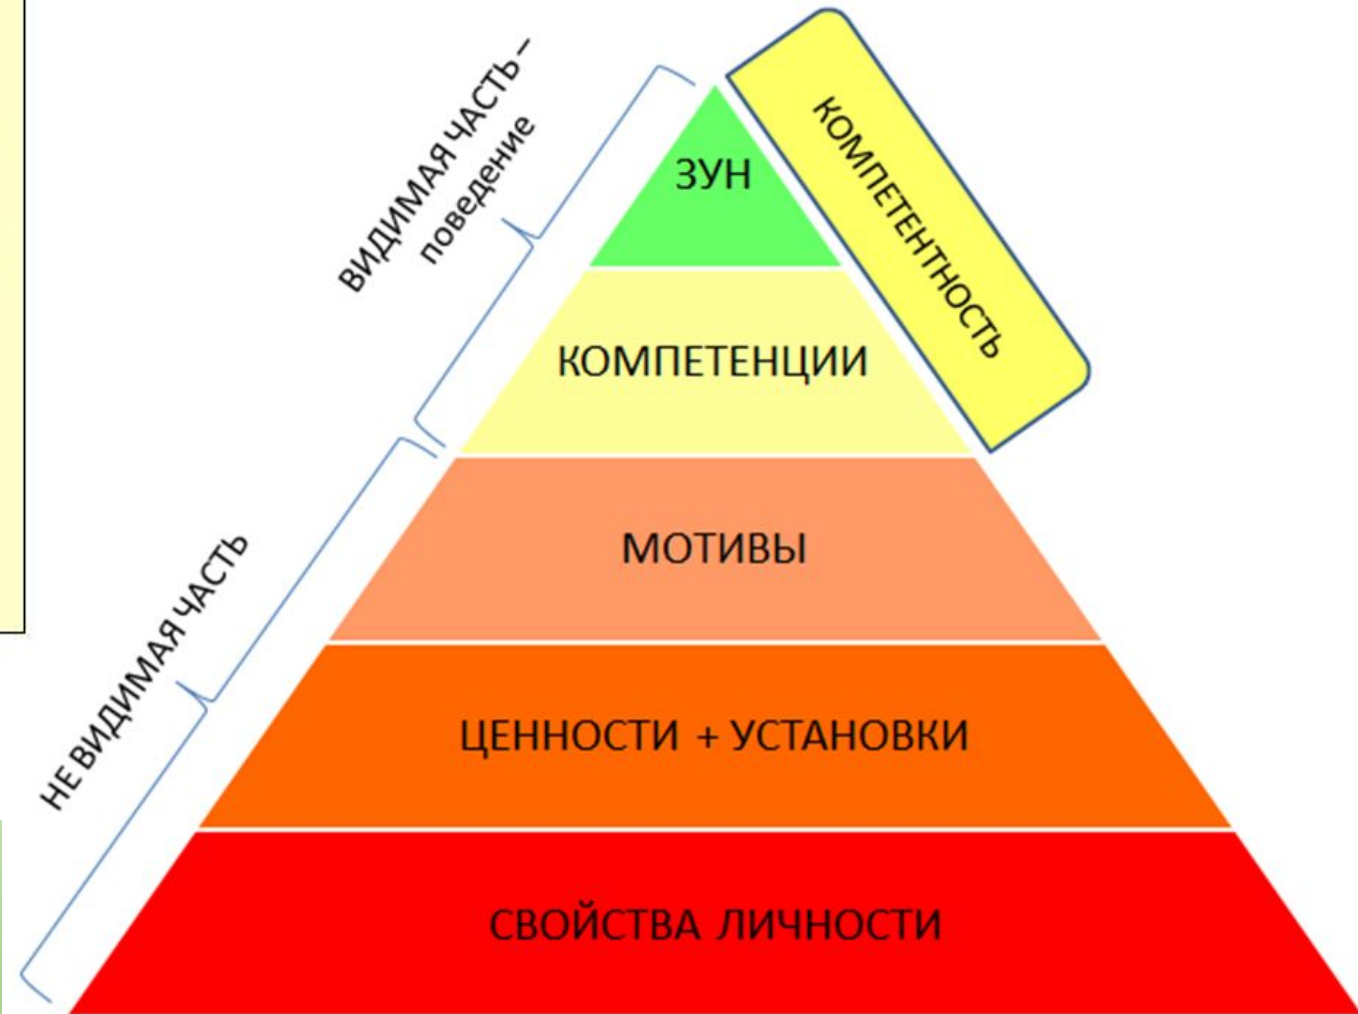 ВИДИМАЯ ЧАСТЬ –
поведение
КОМПЕТЕНТНОСТЬ
ЗУН
КОМПЕТЕНЦИИ
НЕ ВИДИМАЯ ЧАСТЬ
МОТИВЫ
ЦЕННОСТИ + УСТАНОВКИ
СВОЙСТВА ЛИЧНОСТИ